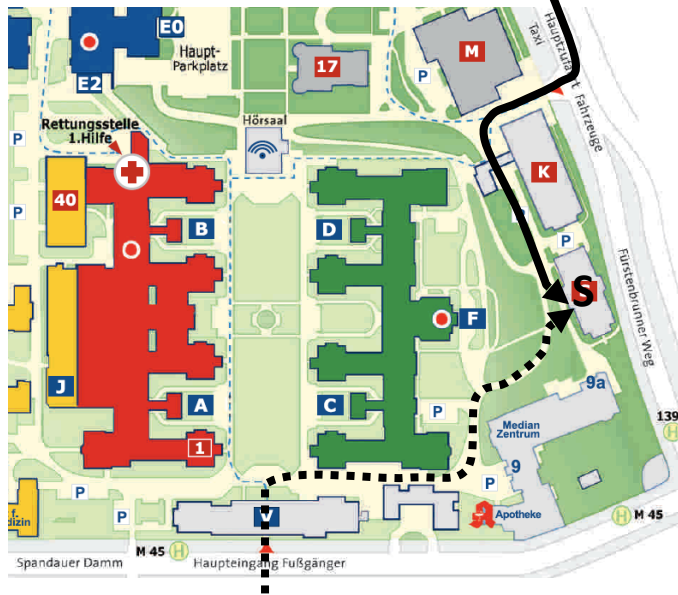 E0
Haupt-
Parkplatz
E2
17
M
P
Taxi
Hauptzufahrt Fahrzeuge
Rettungsstelle
1.Hilfe
Hörsaal
P
40
K
B
D
P
P
S
J
F
Fürstenbrunner Weg
A
C
P
9a
139
H
Median
Zentrum
1
9
P
P
P
V
Apotheke
H M 45
M 45 H
Spandauer Damm
Haupteingang Fußgänger